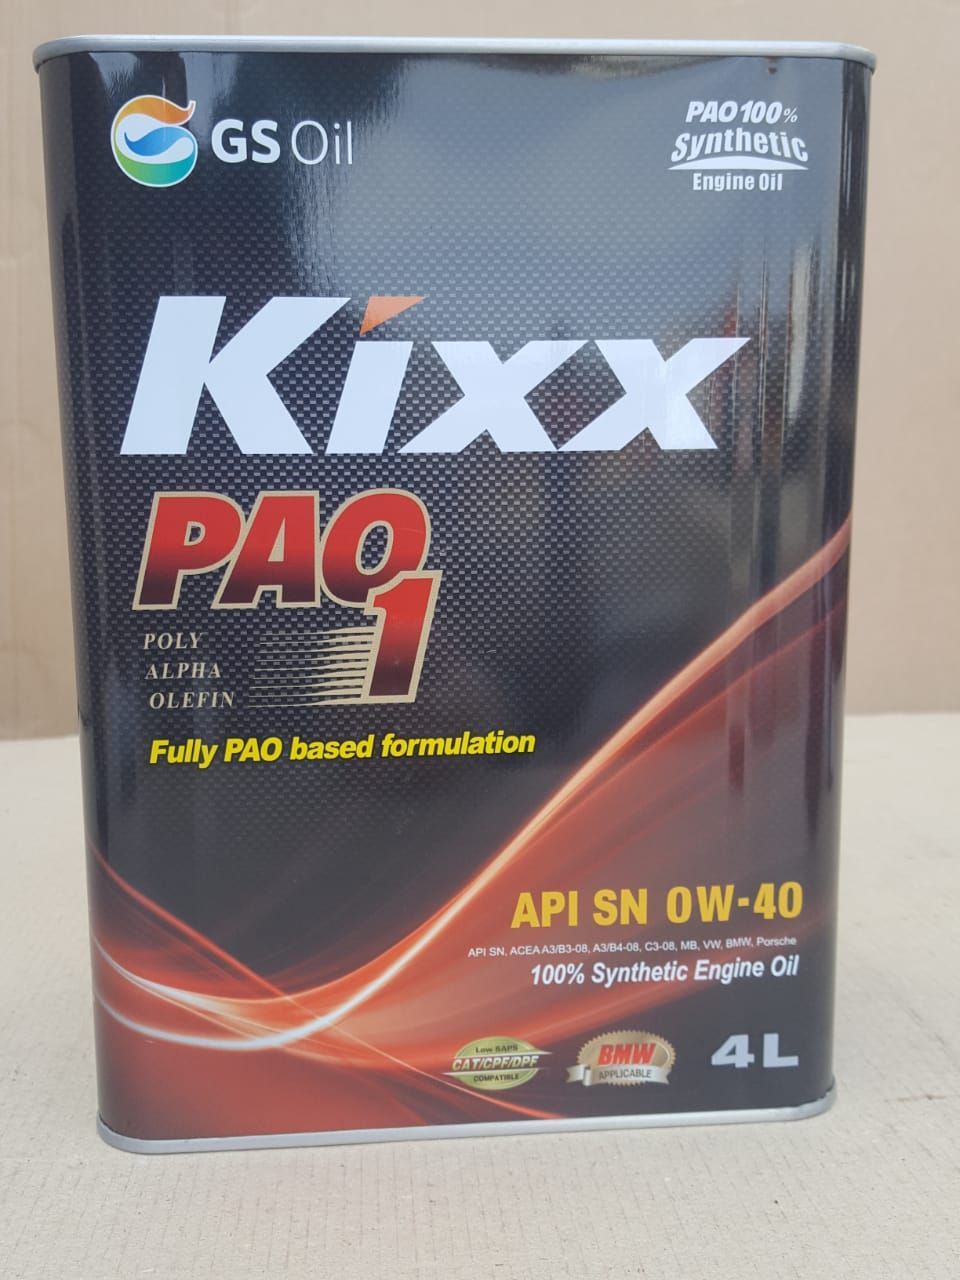 GS Oil
PAO 100%
Synthetic
Engine Oil
Kixx
PAO
1
POLY
ALPHA
OLEFIN
Fully PAO based formulation
API SN 0W-40
API SN, ACEA A3/B3-08, A3/B4-08, C3-08, MB, VW, BMW, Porsche
100% Synthetic Engine Oil
Low SAPS
CAT/CPF/DPF
COMPATIBLE
BMW
APPLICABLE
4L